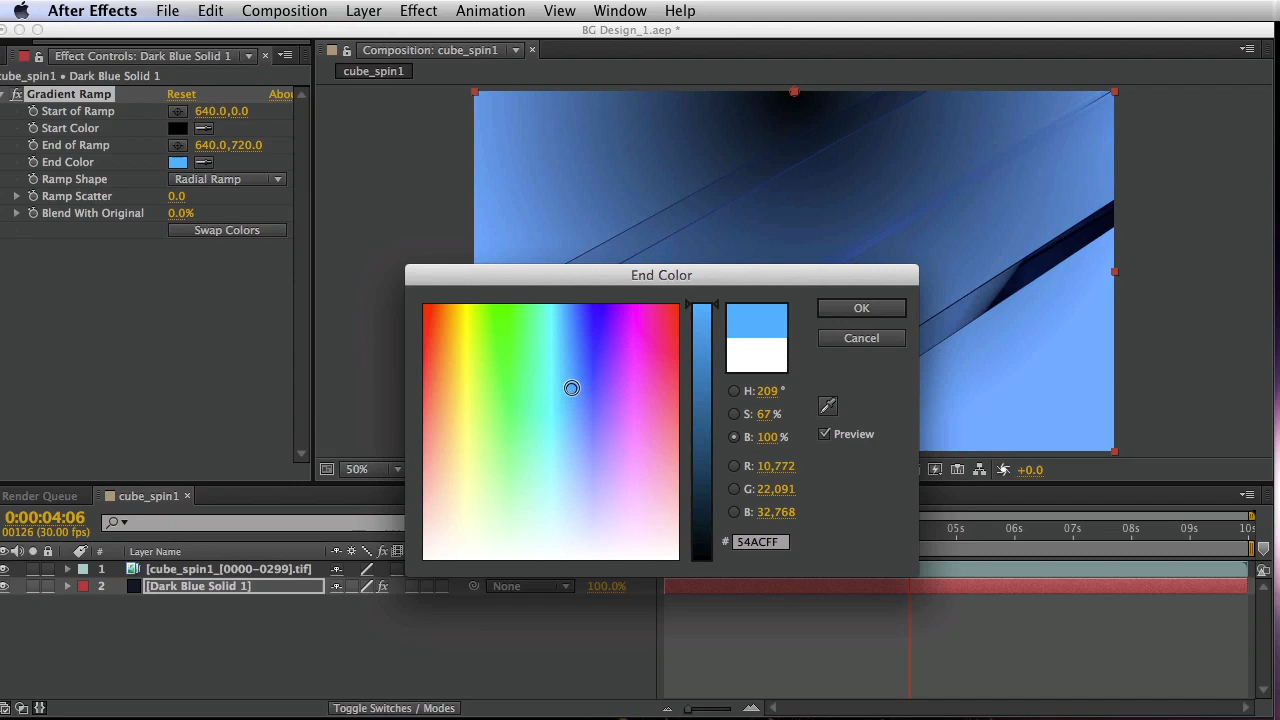 After Effects File Edit Composition Layer Effect Animation View Window Help
BG Design_1.aep *
Effect Controls: Dark Blue Solid 1
Composition: cube_spin1
cube_spin1 • Dark Blue Solid 1
cube_spin1
fx Gradient Ramp Reset Abou
Start of Ramp 640.0,0.0
Start Color
End of Ramp 640.0,720.0
End Color
Ramp Shape Radial Ramp
Ramp Scatter 0.0
Blend With Original 0.0%
Swap Colors
End Color
OK
Cancel
H: 209 °
S: 67 %
B: 100 %
Preview
R: 10,772
G: 22,091
B: 32,768
# 54ACFF
50%
+0.0
Render Queue cube_spin1
0:00:04:06
00126 (30.00 fps)
05s 06s 07s 08s 09s 10s
# Layer Name fx
1 [cube_spin1_[0000-0299].tif]
2 [Dark Blue Solid 1] fx None 100.0%
Toggle Switches / Modes